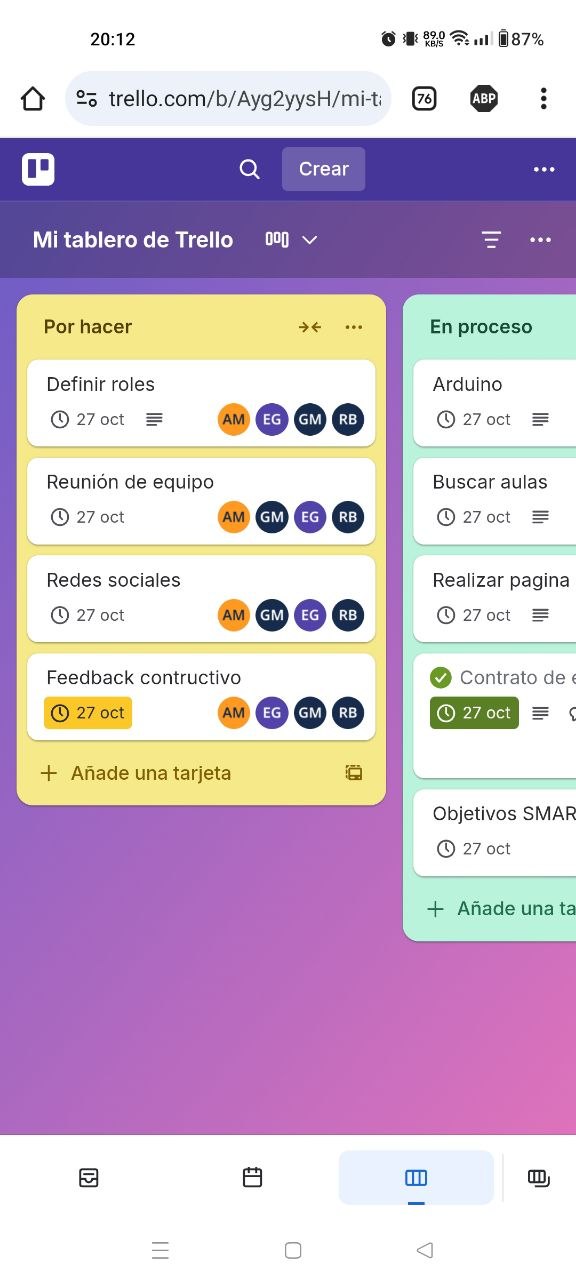 20:12
89.0
KB/S
87%
trello.com/b/Ayg2yysH/mi-ta
76
ABP
Crear
Mi tablero de Trello
Por hacer
Definir roles
27 oct
AM EG GM RB
Reunión de equipo
27 oct
AM GM EG RB
Redes sociales
27 oct
AM GM EG RB
Feedback contructivo
27 oct
AM EG GM RB
+ Añade una tarjeta
En proceso
Arduino
27 oct
Buscar aulas
27 oct
Realizar pagina
27 oct
Contrato de e
27 oct
Objetivos SMAR
27 oct
+ Añade una ta